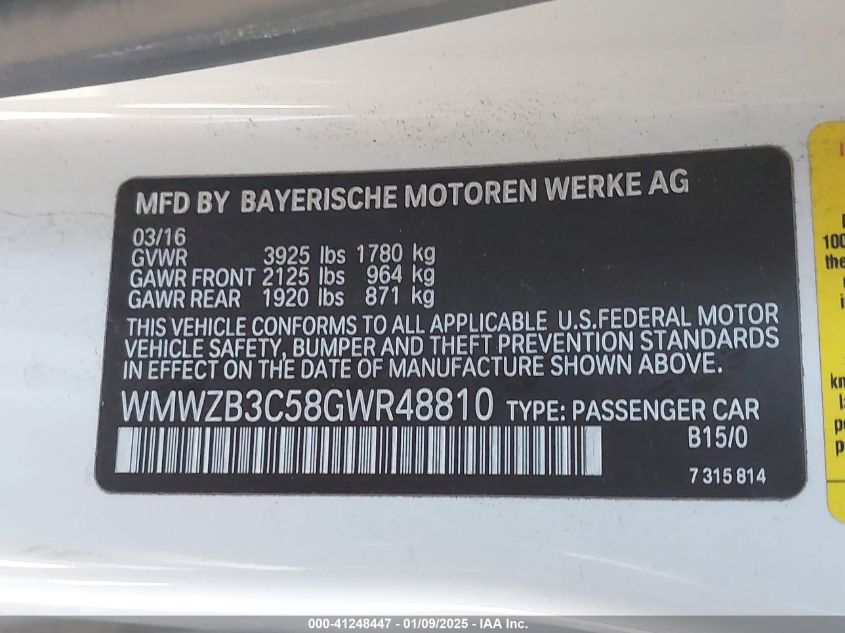 MFD BY BAYERISCHE MOTOREN WERKE AG
03/16
GVWR 3925 lbs 1780 kg
GAWR FRONT 2125 lbs 964 kg
GAWR REAR 1920 lbs 871 kg
THIS VEHICLE CONFORMS TO ALL APPLICABLE U.S.FEDERAL MOTOR
VEHICLE SAFETY, BUMPER AND THEFT PREVENTION STANDARDS
IN EFFECT ON THE DATE OF MANUFACTURE SHOWN ABOVE.
WMWZB3C58GWR48810 TYPE: PASSENGER CAR
B15/0
7 315 814
100
the
km
000-41248447 - 01/09/2025 - IAA Inc.